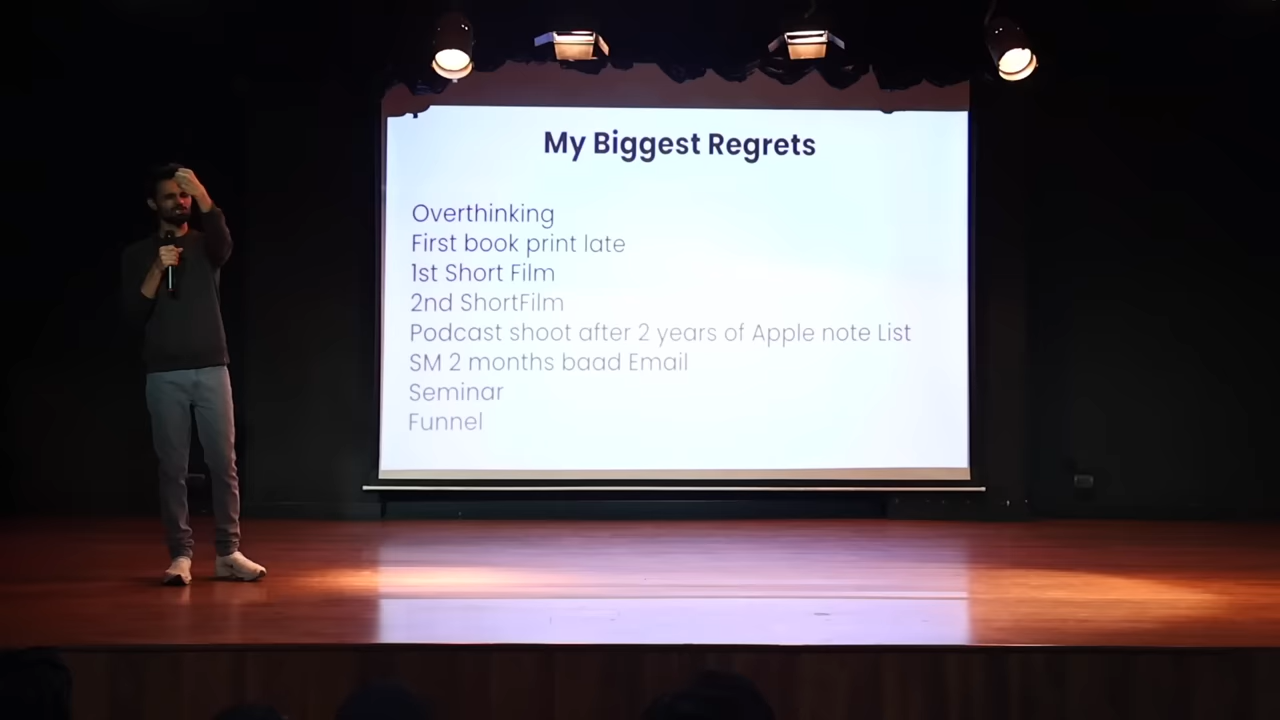 My Biggest Regrets
Overthinking
First book print late
1st Short Film
2nd ShortFilm
Podcast shoot after 2 years of Apple note List
SM 2 months baad Email
Seminar
Funnel